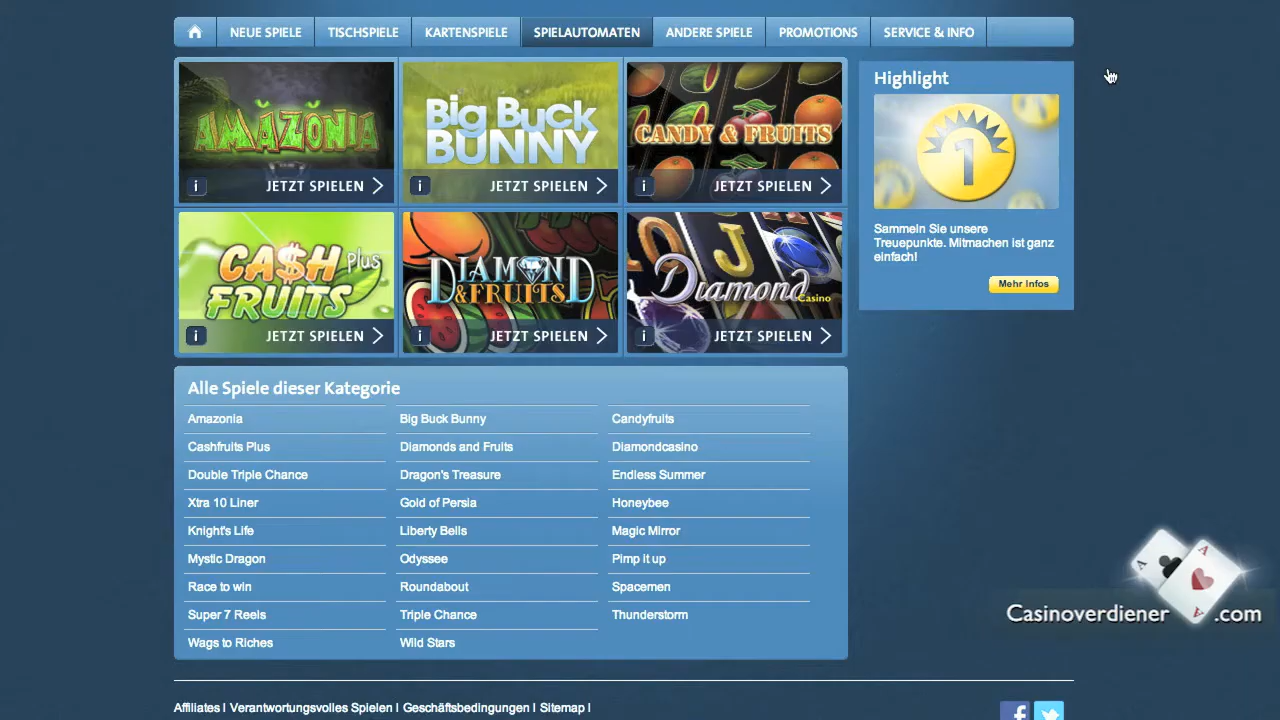 NEUE SPIELE
TISCHSPIELE
KARTENSPIELE
SPIELAUTOMATEN
ANDERE SPIELE
PROMOTIONS
SERVICE & INFO
AMAZONIA
i JETZT SPIELEN
Big Buck
BUNNY
i JETZT SPIELEN
CANDY & FRUITS
i JETZT SPIELEN
CA$H plus
FRUITS
i JETZT SPIELEN
DIAMOND
& FRUITS
i JETZT SPIELEN
J
Diamond
Casino
i JETZT SPIELEN
Highlight
1
Sammeln Sie unsere
Treuepunkte. Mitmachen ist ganz
einfach!
Mehr Infos
Alle Spiele dieser Kategorie
Amazonia
Big Buck Bunny
Candyfruits
Cashfruits Plus
Diamonds and Fruits
Diamondcasino
Double Triple Chance
Dragon's Treasure
Endless Summer
Xtra 10 Liner
Gold of Persia
Honeybee
Knight's Life
Liberty Bells
Magic Mirror
Mystic Dragon
Odyssee
Pimp it up
Race to win
Roundabout
Spacemen
Super 7 Reels
Triple Chance
Thunderstorm
Wags to Riches
Wild Stars
A
A
A
Casinoverdiener.com
Affiliates | Verantwortungsvolles Spielen | Geschäftsbedingungen | Sitemap |
f